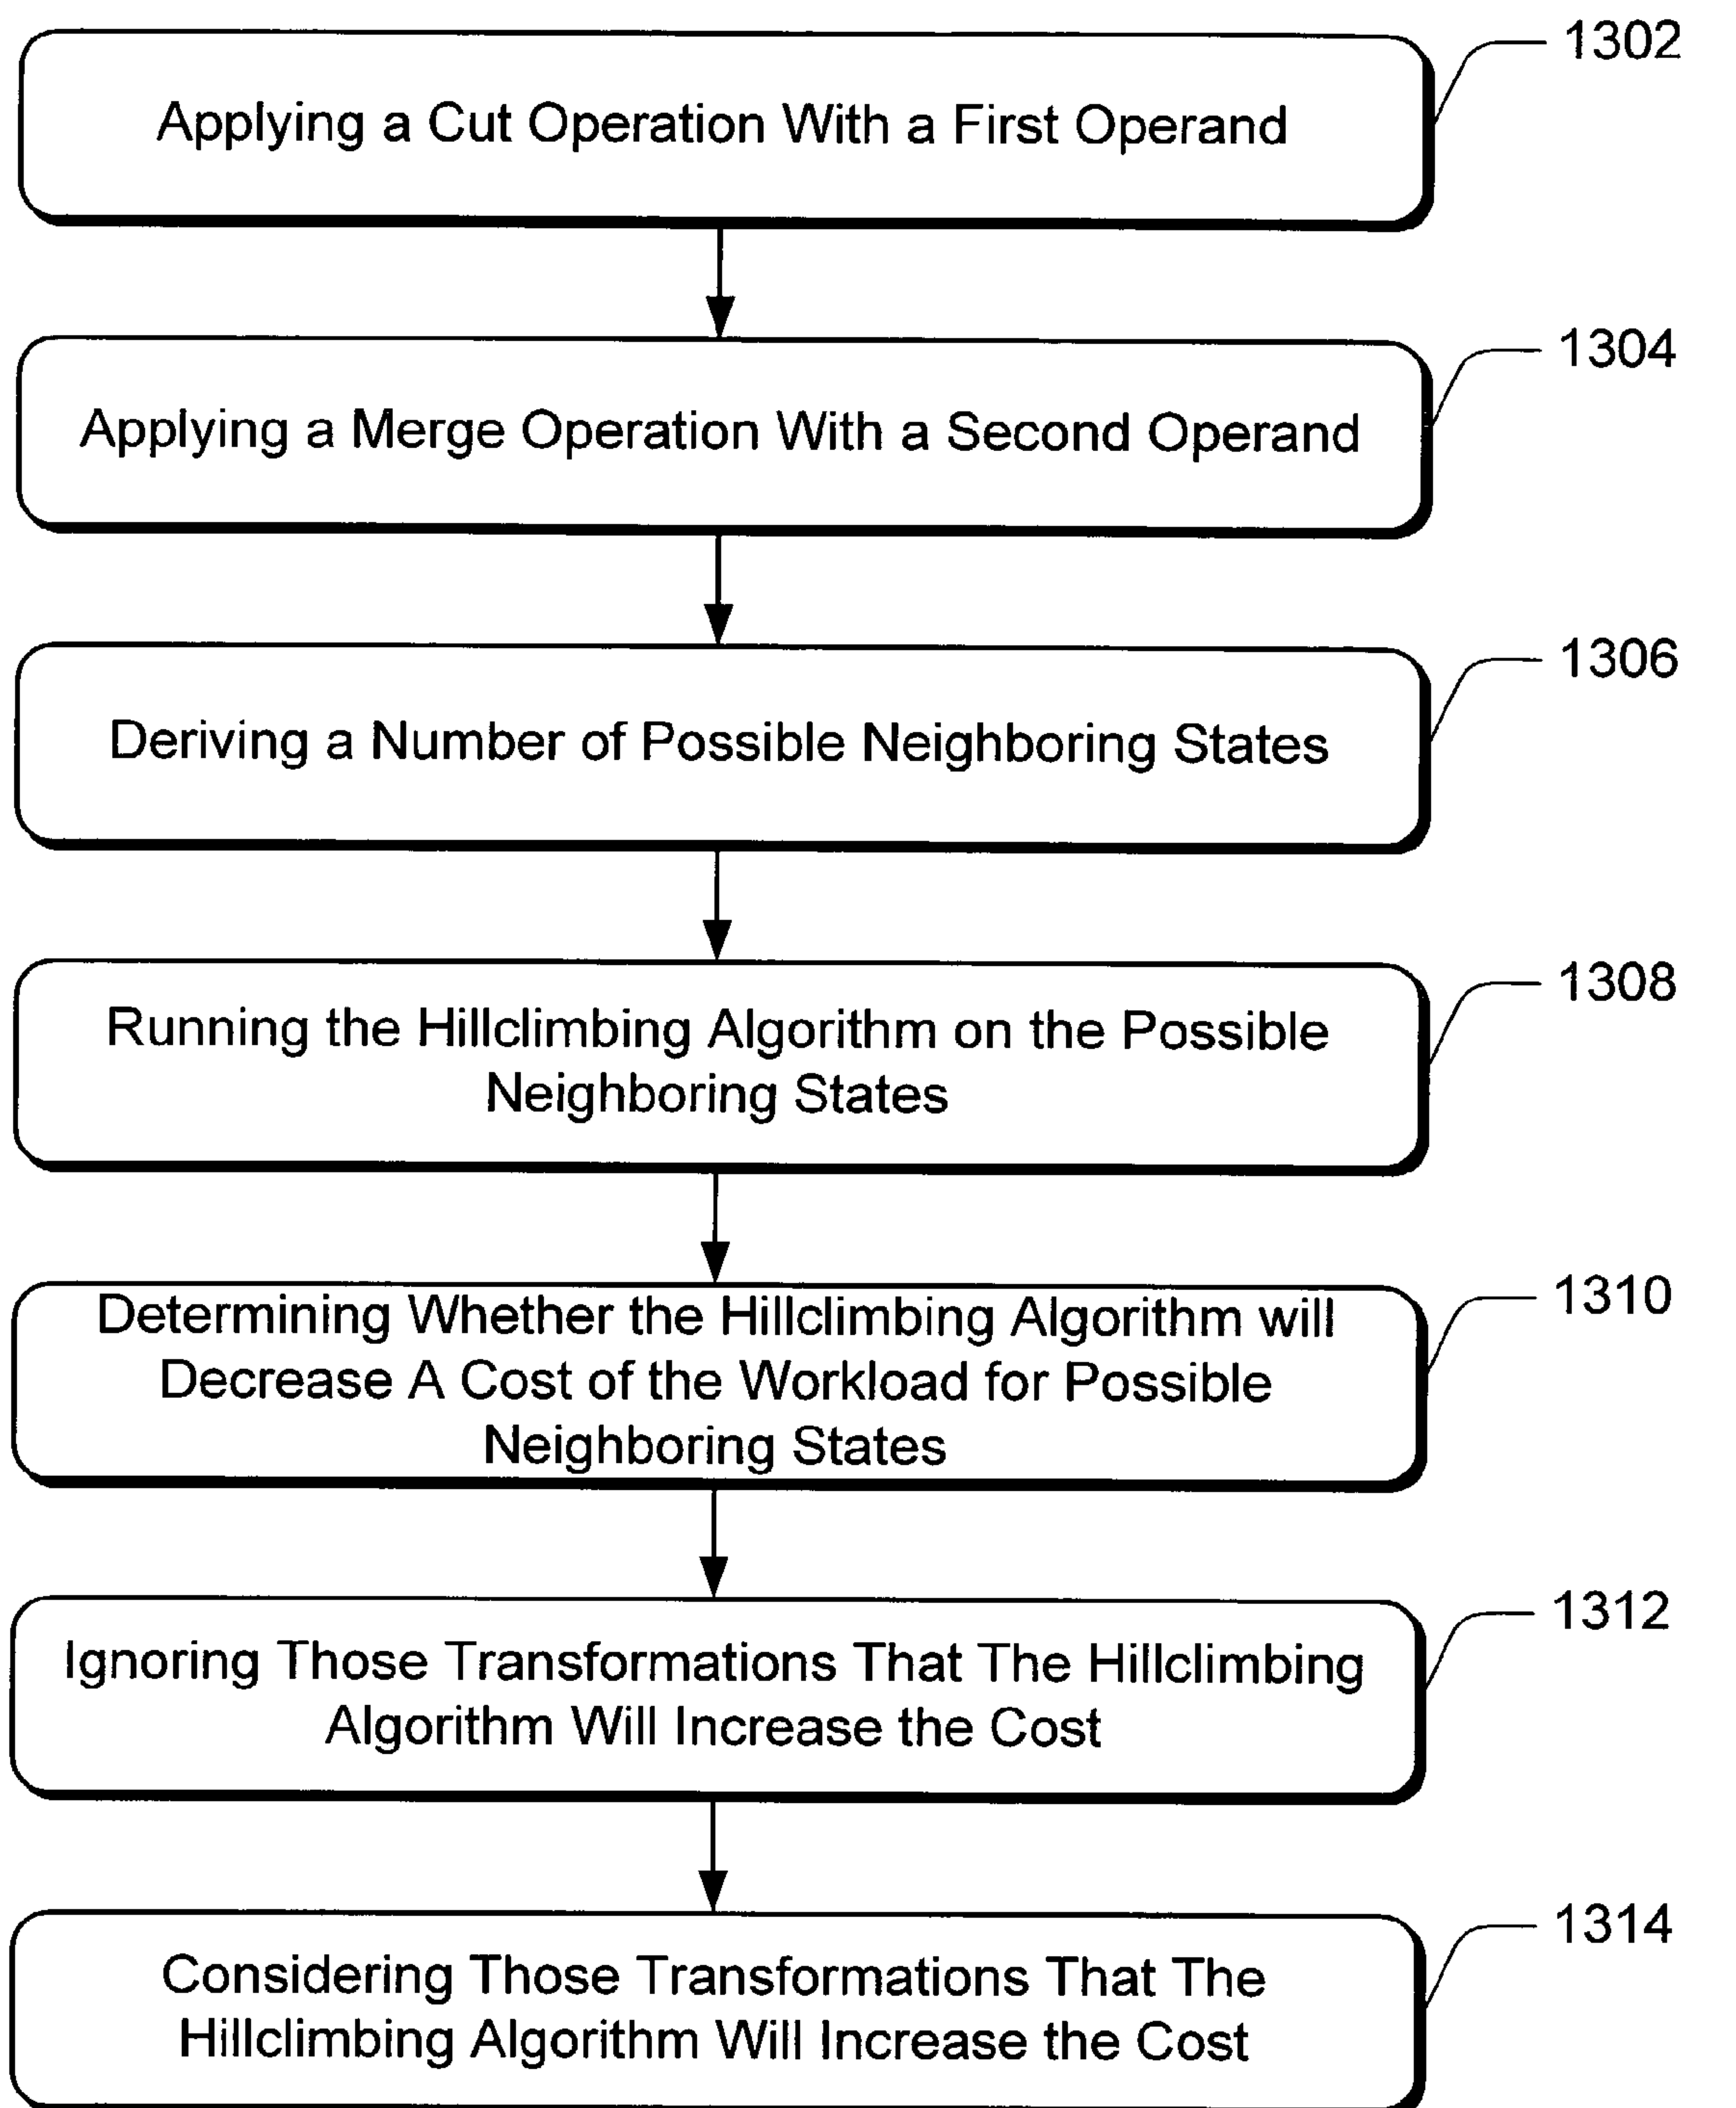 1302
Applying a Cut Operation With a First Operand
1304
Applying a Merge Operation With a Second Operand
1306
Deriving a Number of Possible Neighboring States
1308
Running the Hillclimbing Algorithm on the Possible
Neighboring States
1310
Determining Whether the Hillclimbing Algorithm will
Decrease A Cost of the Workload for Possible
Neighboring States
1312
Ignoring Those Transformations That The Hillclimbing
Algorithm Will Increase the Cost
1314
Considering Those Transformations That The
Hillclimbing Algorithm Will Increase the Cost